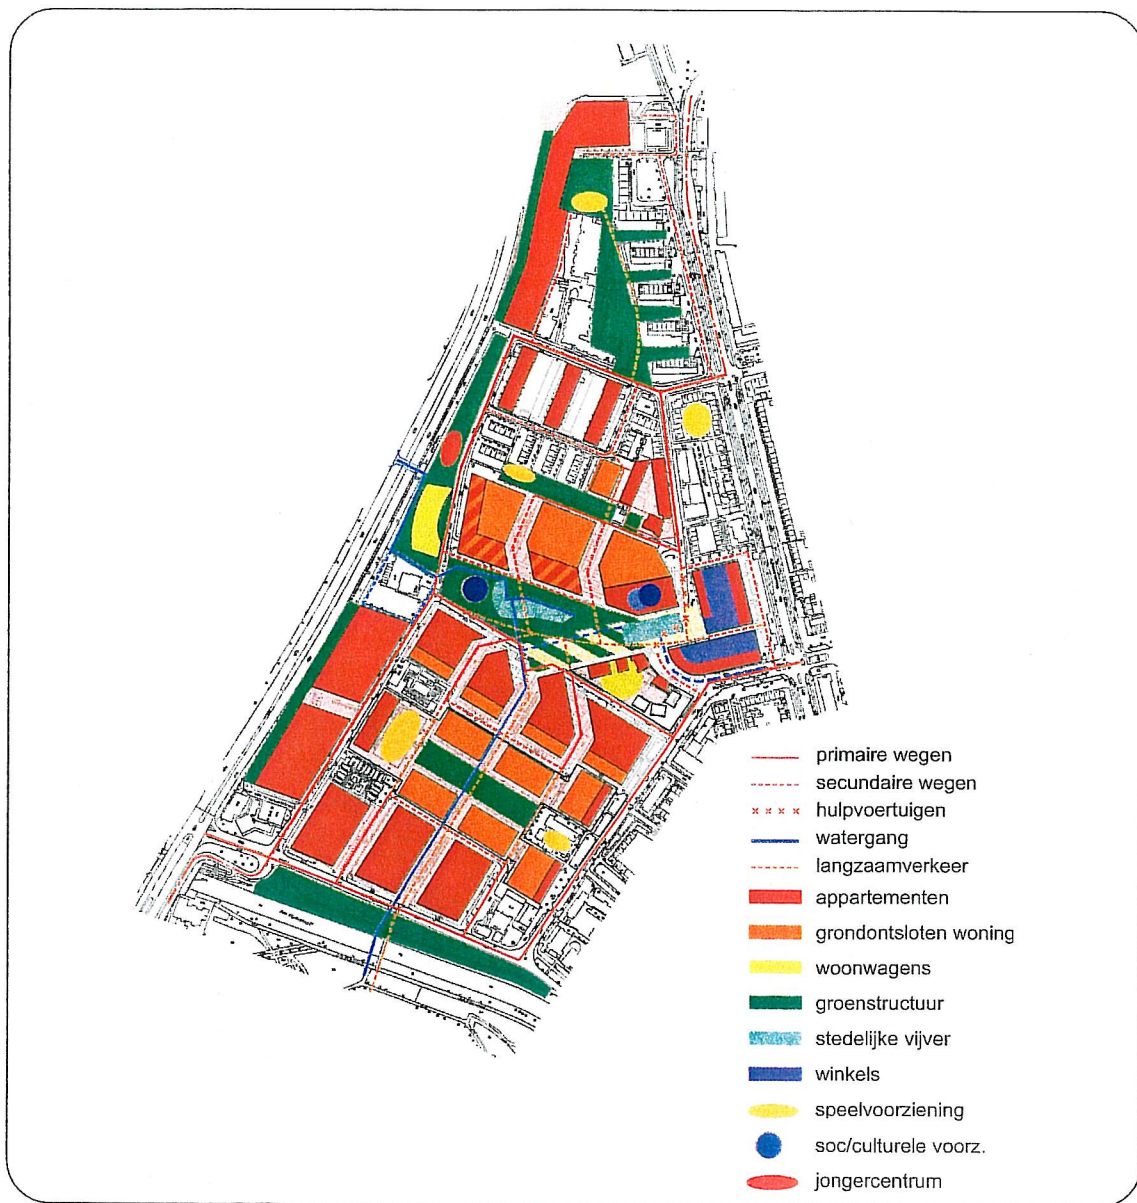 primaire wegen
secundaire wegen
hulpvoertuigen
watergang
langzaamverkeer
appartementen
grondontsloten woning
woonwagens
groenstructuur
stedelijke vijver
winkels
speelvoorziening
soc/culturele voorz.
jongercentrum